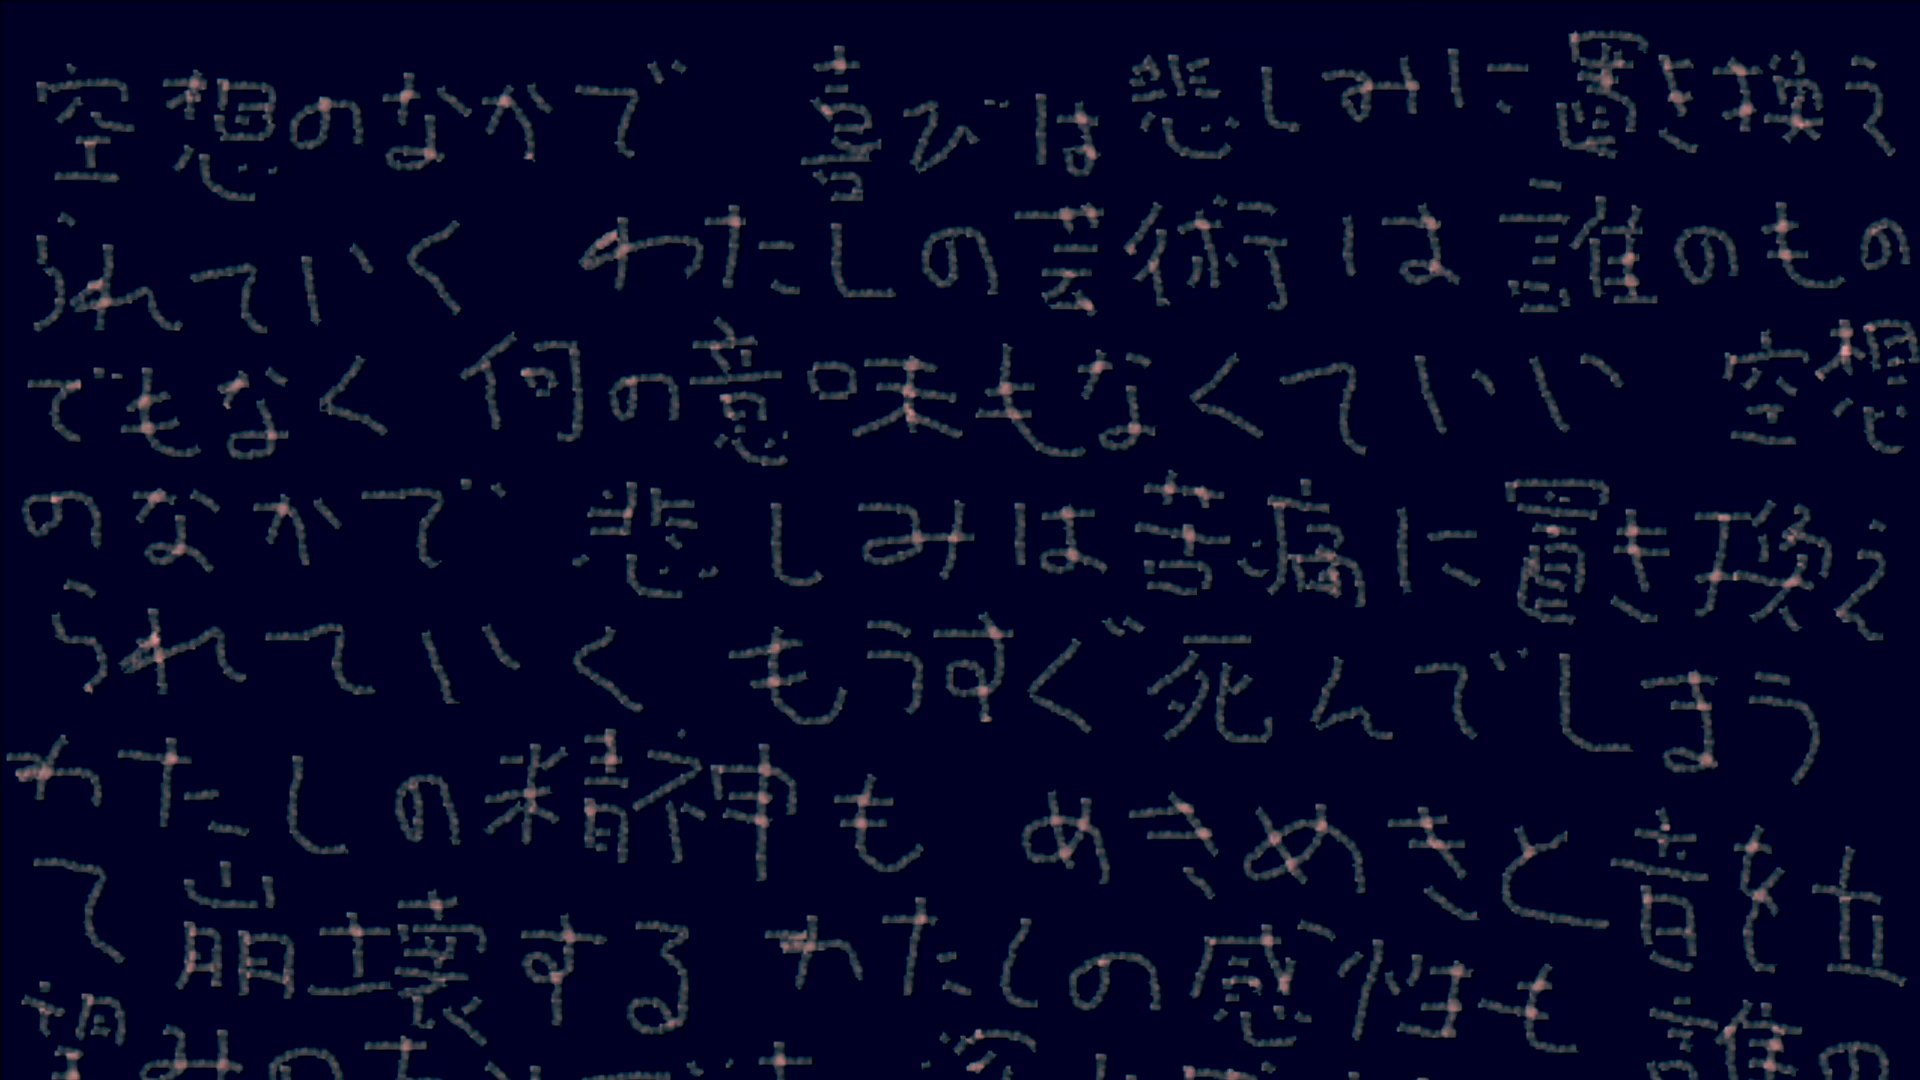 空想のなかで 喜びは悲しみに置き換え
られていく わたしの芸術は誰のもの
でもなく 何の意味もなくていい 空想
のなかで 悲しみは苦痛に置き換え
られていく もうすぐ死んでしまう
わたしの精神も めきめきと音を立
て 崩壊する わたしの感性も 誰の